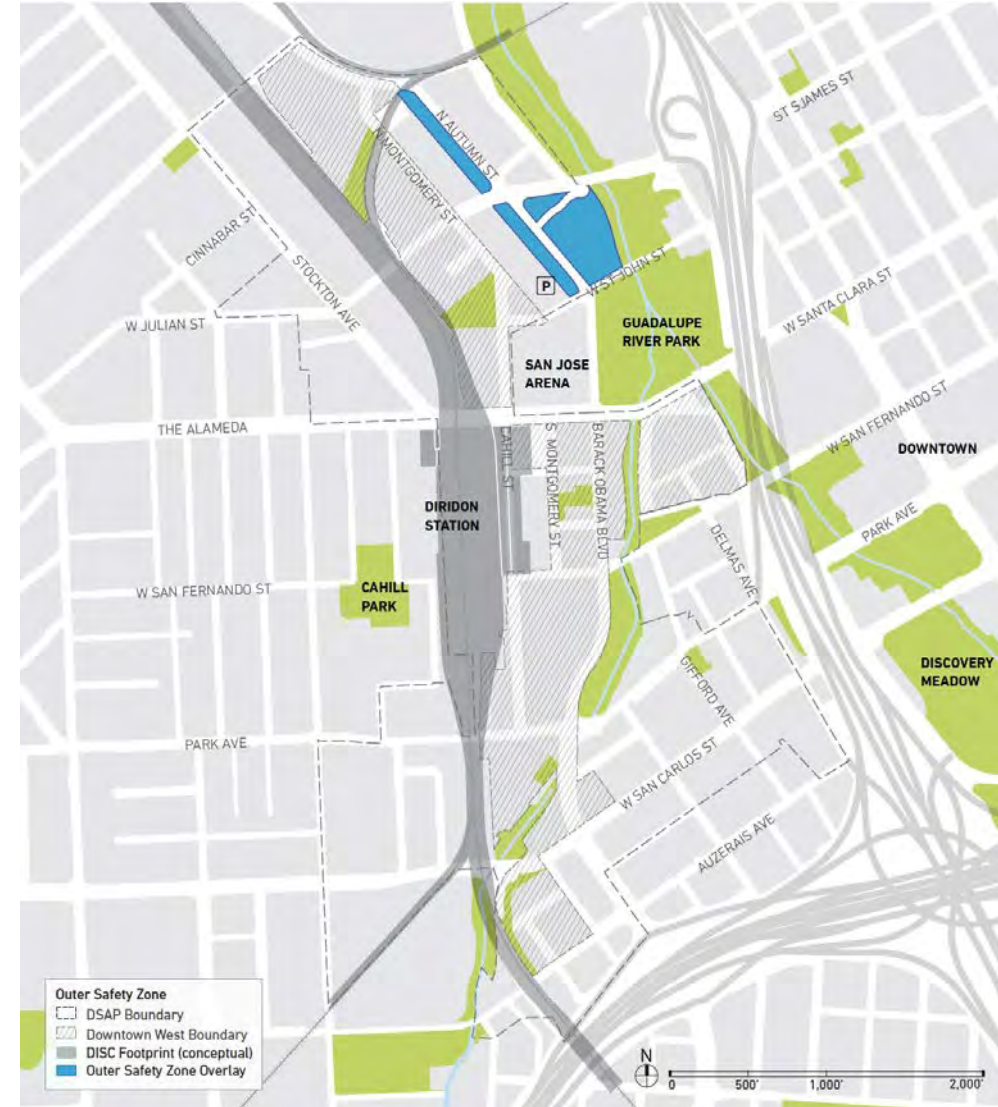 ST SJAMES ST
N AUTUMN ST
N MONTGOMERY ST
CINNABAR ST
STOCKTON AVE
P
W ST JOHN ST
W SANTA CLARA ST
W JULIAN ST
GUADALUPE
RIVER PARK
SAN JOSE
ARENA
W SAN FERNANDO ST
THE ALAMEDA
DOWNTOWN
CAHILL ST
S MONTGOMERY ST
BARACK OBAMA BLVD
DIRIDON
STATION
PARK AVE
DELMAS AVE
W SAN FERNANDO ST
CAHILL
PARK
DISCOVERY
MEADOW
GIFFORD AVE
PARK AVE
W SAN CARLOS ST
AUZERAIS AVE
Outer Safety Zone
DSAP Boundary
Downtown West Boundary
DISC Footprint (conceptual)
Outer Safety Zone Overlay
N
0 500' 1,000' 2,000'